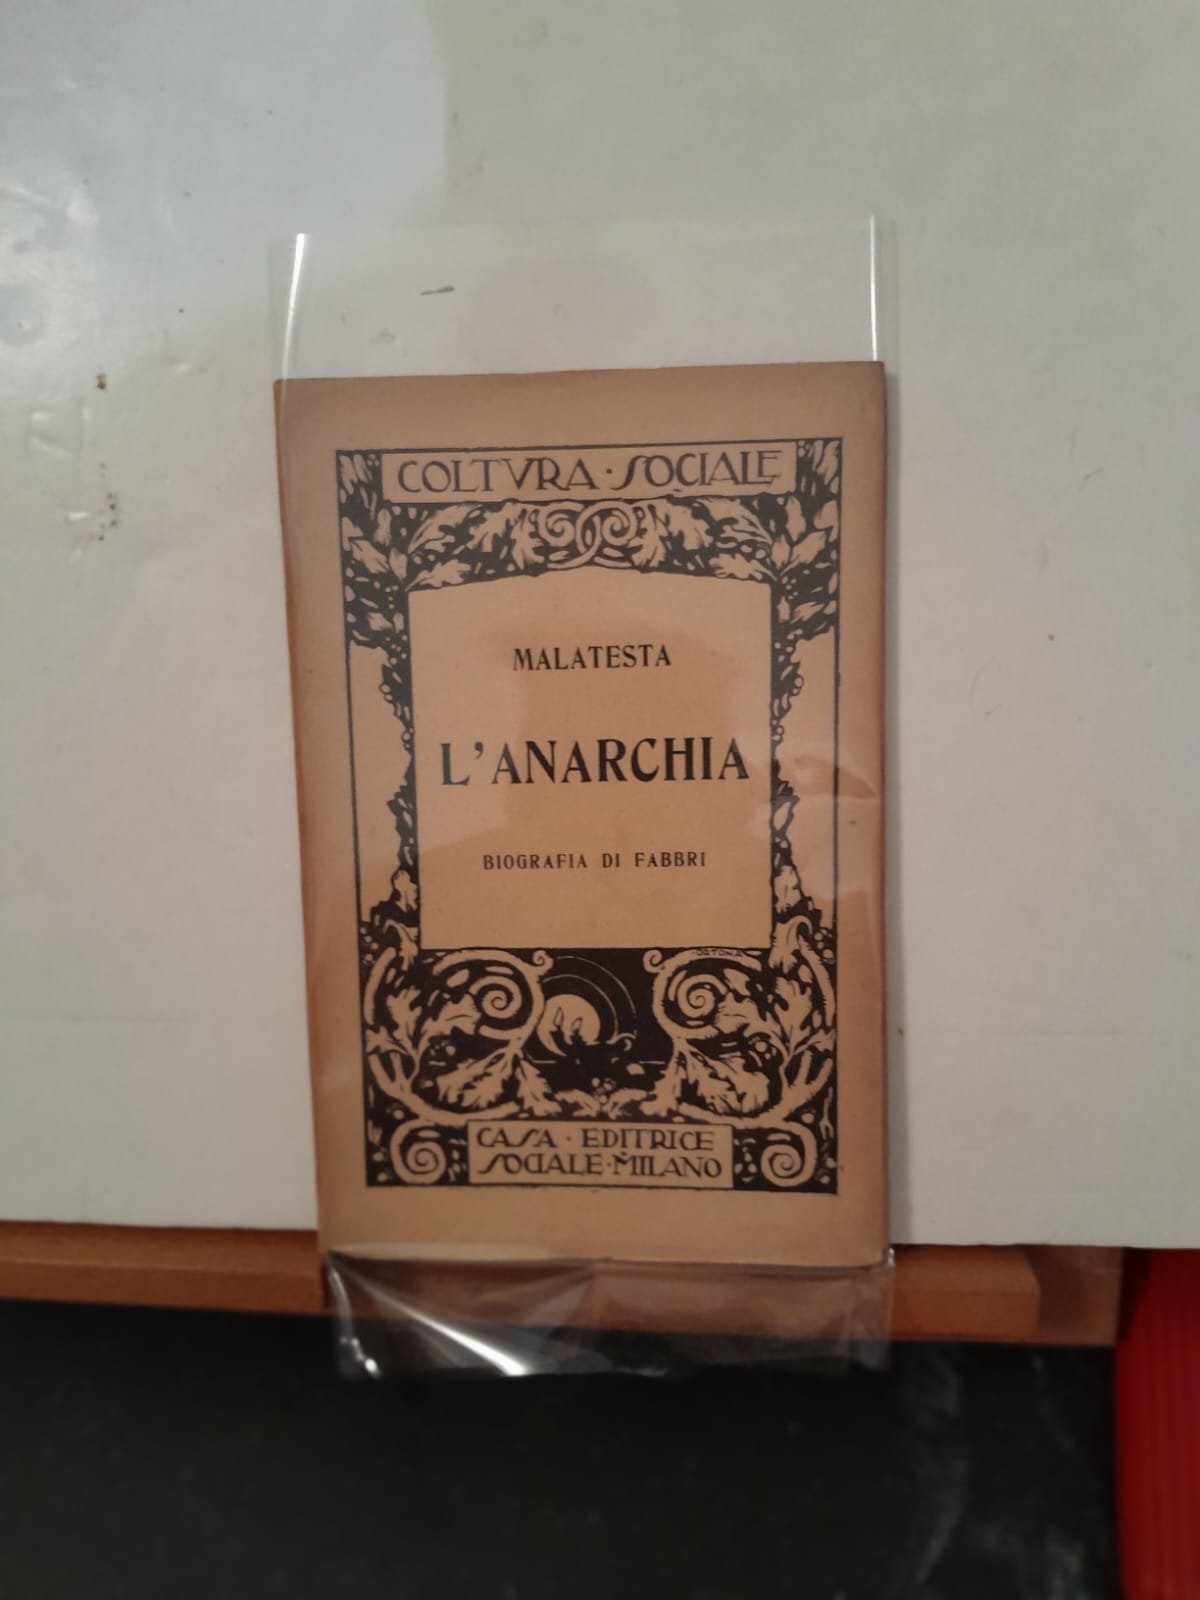 COLTVRA · SOCIALE
MALATESTA
L'ANARCHIA
BIOGRAFIA DI FABBRI
CASA · EDITRICE
SOCIALE · MILANO